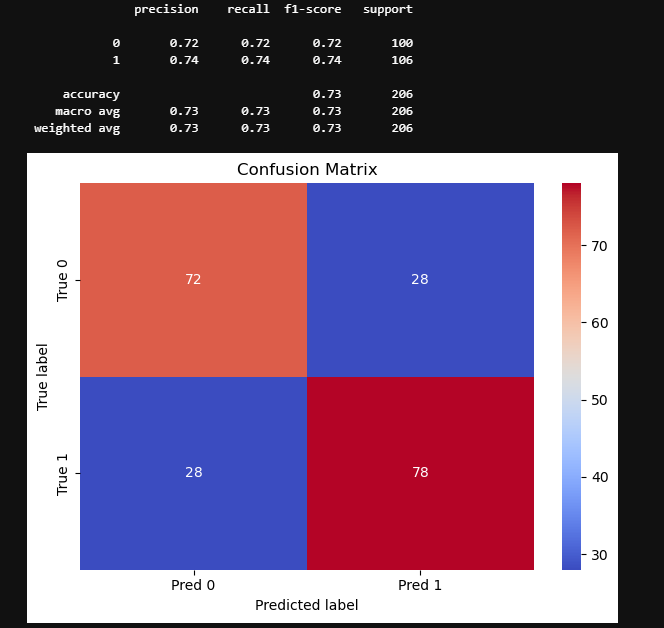 precision recall f1-score support
0 0.72 0.72 0.72 100
1 0.74 0.74 0.74 106
accuracy 0.73 206
macro avg 0.73 0.73 0.73 206
weighted avg 0.73 0.73 0.73 206
Confusion Matrix
True label
True 0
True 1
72 28
28 78
Pred 0 Pred 1
Predicted label
70
60
50
40
30